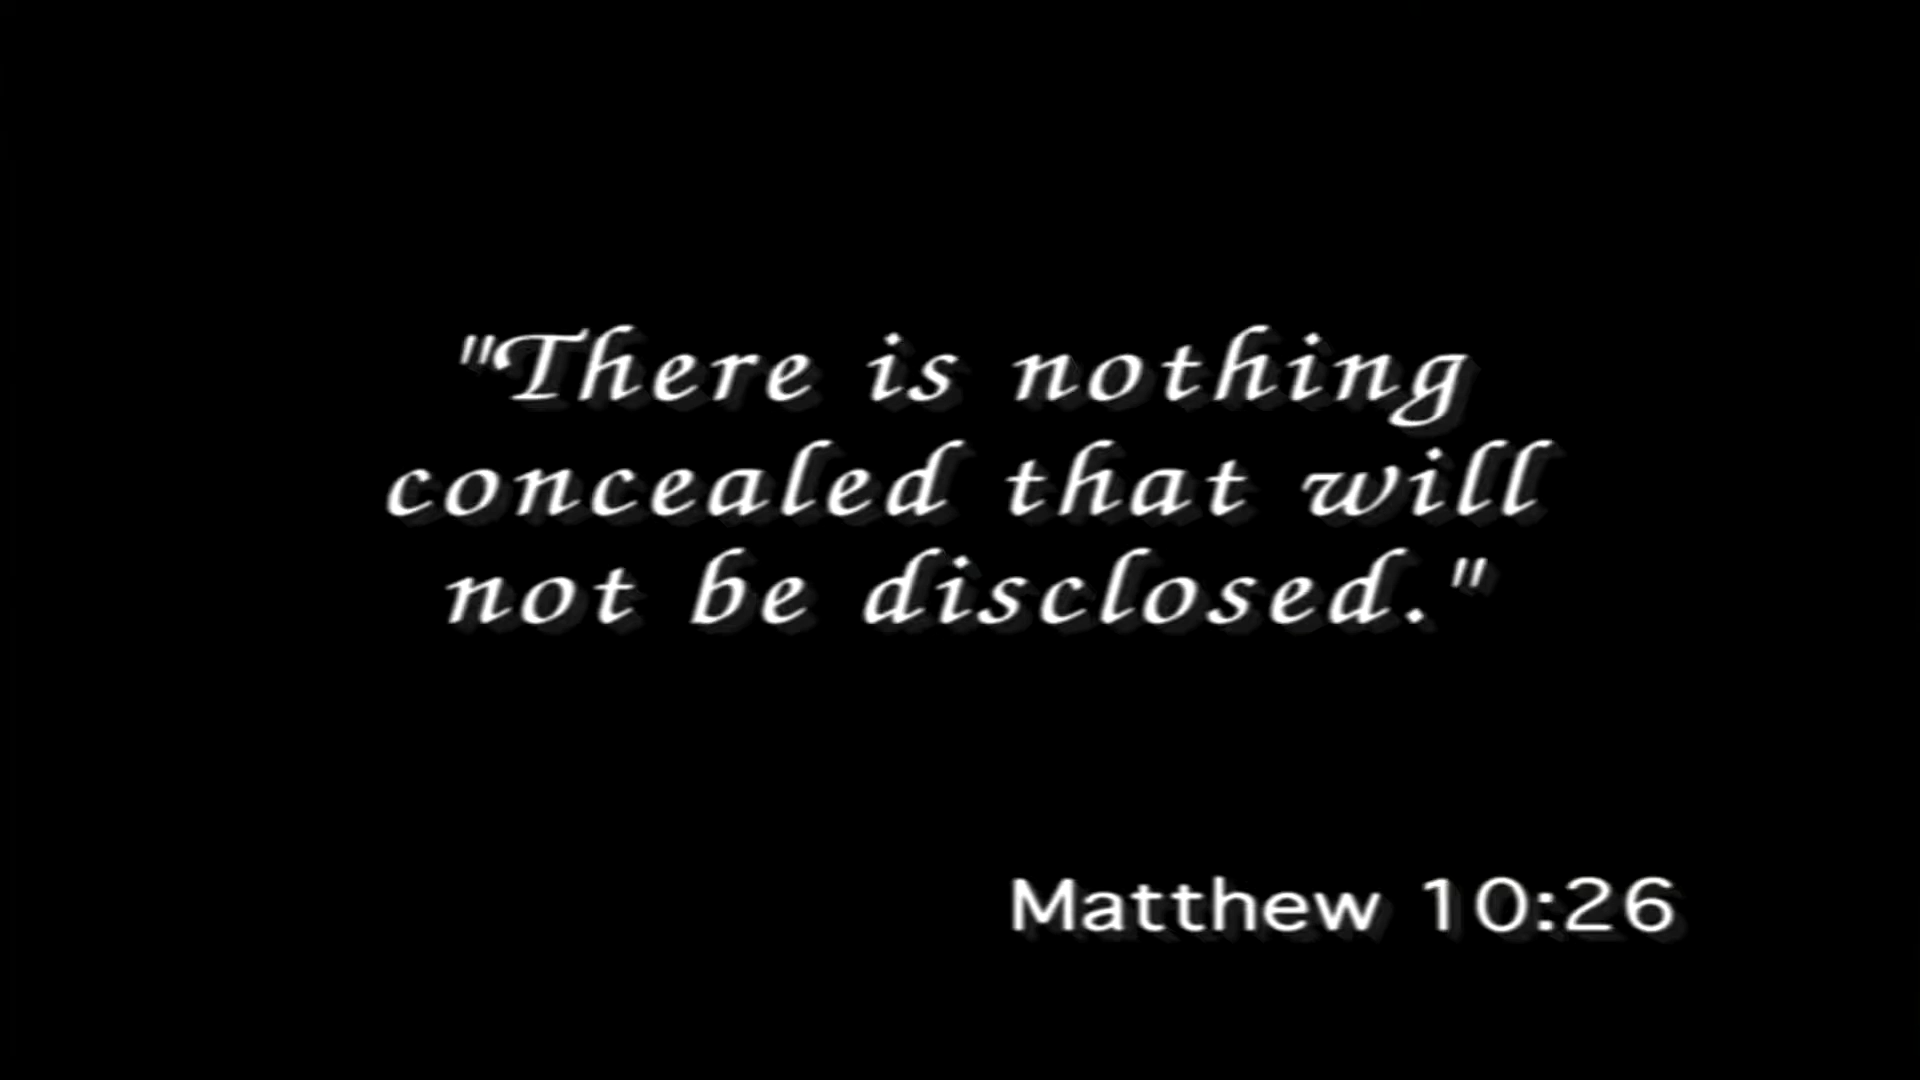 "There is nothing
concealed that will
not be disclosed."
Matthew 10:26